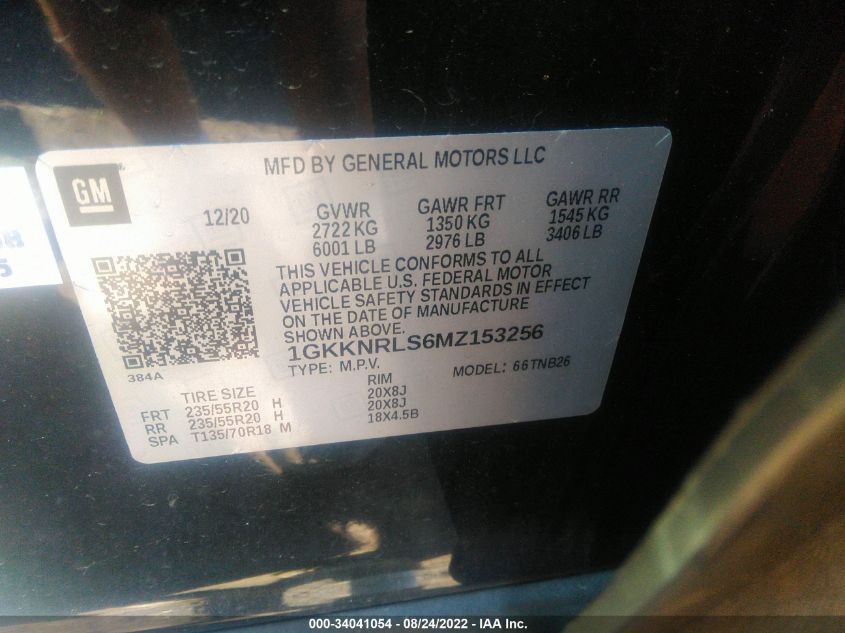 MFD BY GENERAL MOTORS LLC
GM
12/20
GVWR
2722 KG
6001 LB
GAWR FRT
1350 KG
2976 LB
GAWR RR
1545 KG
3406 LB
THIS VEHICLE CONFORMS TO ALL
APPLICABLE U.S. FEDERAL MOTOR
VEHICLE SAFETY STANDARDS IN EFFECT
ON THE DATE OF MANUFACTURE
SHOWN ABOVE.
1GKKNRLS6MZ153256
TYPE: M.P.V.
MODEL: 66TNB26
384A
TIRE SIZE
RIM
FRT 235/55R20 H 20X8J
RR 235/55R20 H 20X8J
SPA T135/70R18 M 18X4.5B
000-34041054 - 08/24/2022 - IAA Inc.